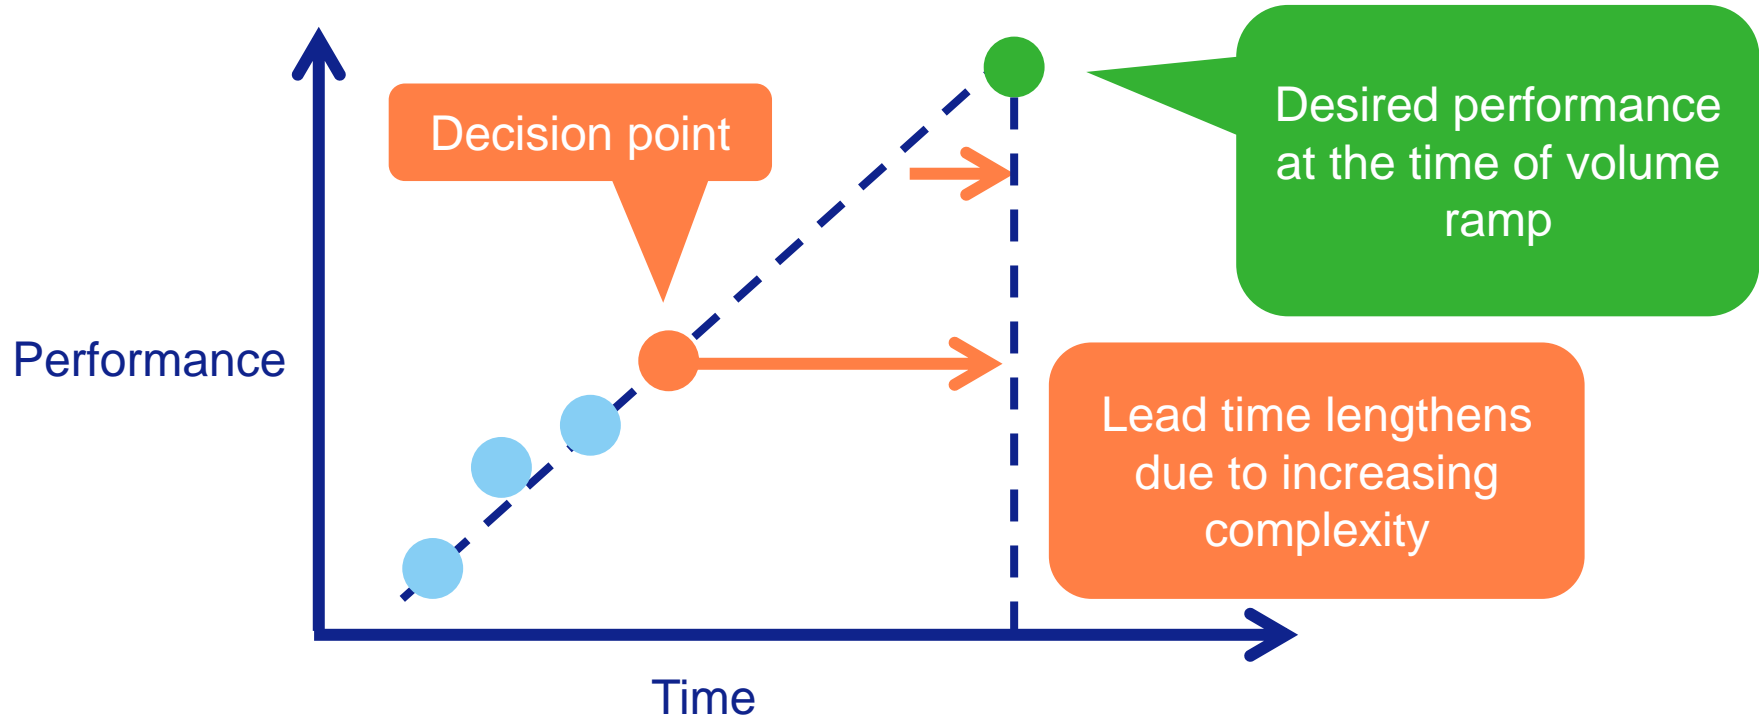 Decision point
Desired performance
at the time of volume
ramp
Performance
Lead time lengthens
due to increasing
complexity
Time